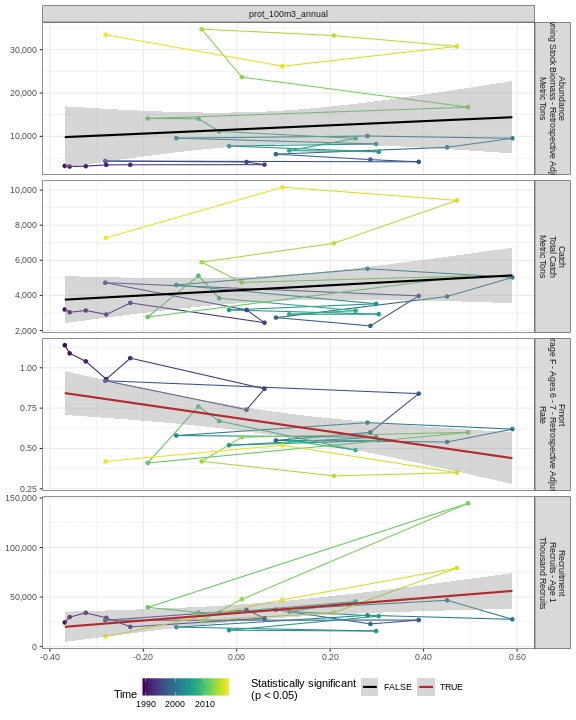 prot_100m3_annual
30,000
20,000
10,000
Abundance
Stock Biomass - Retrospective
Metric Tons
10,000
8,000
6,000
4,000
2,000
Catch
Total Catch
Metric Tons
1.00
0.75
0.50
0.25
Fmort
F - Ages 6 - 7 - Retrospective
Rate
150,000
100,000
50,000
0
Recruitment
Recruits - Age 1
Thousand Recruits
-0.40
-0.20
0.00
0.20
0.40
0.60
Time
1990 2000 2010
Statistically significant
(p < 0.05)
FALSE
TRUE